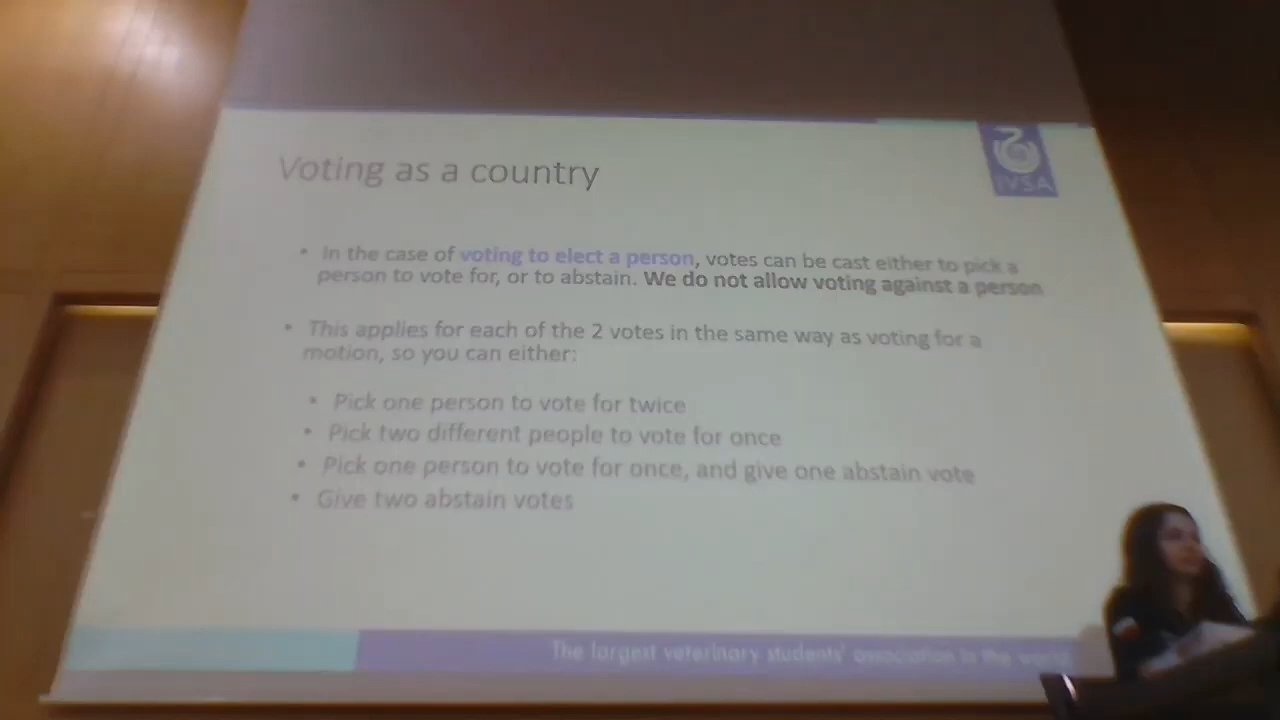 Voting as a country
IVSA
• In the case of voting to elect a person, votes can be cast either to pick a
person to vote for, or to abstain. We do not allow voting against a person
• This applies for each of the 2 votes in the same way as voting for a
motion, so you can either:
• Pick one person to vote for twice
• Pick two different people to vote for once
• Pick one person to vote for once, and give one abstain vote
• Give two abstain votes
The largest veterinary students' association in the world